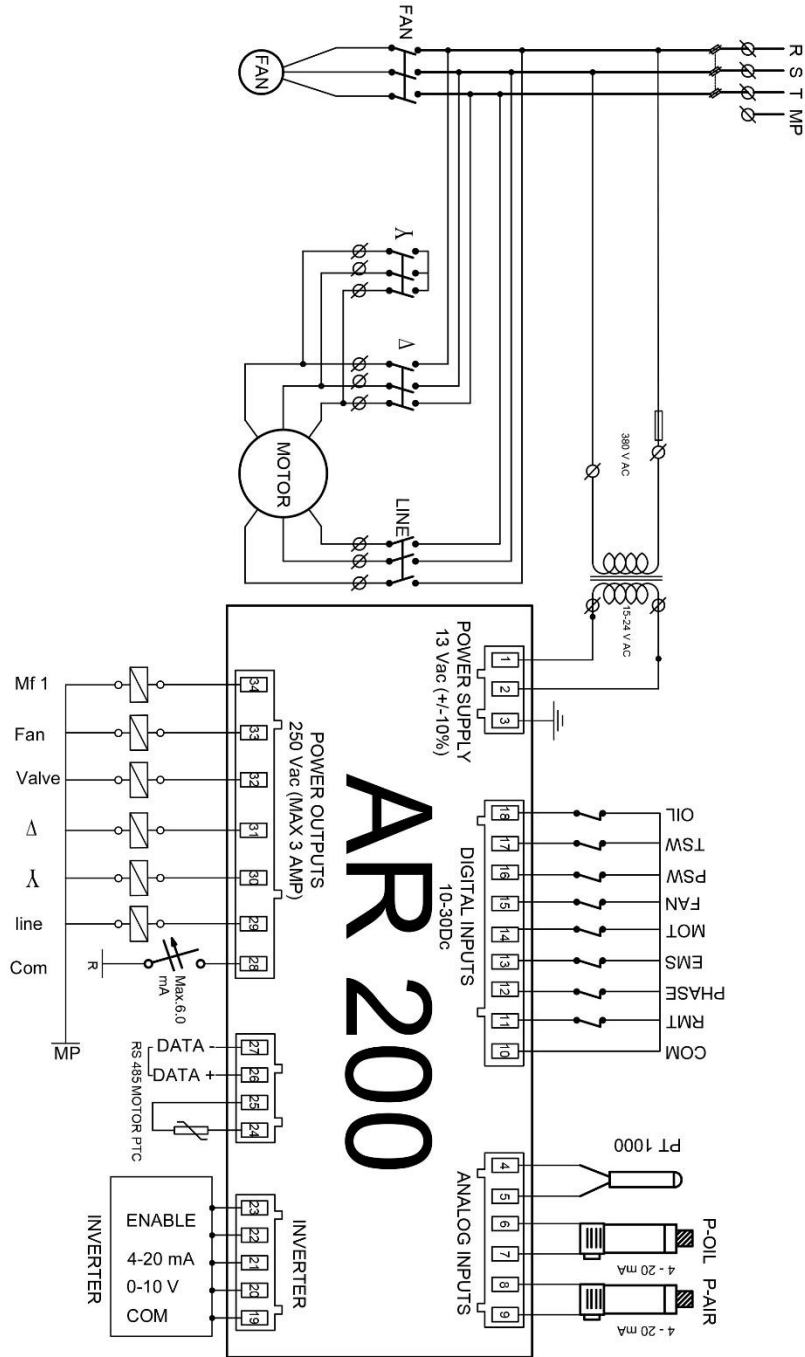 R
S
T
MP
FAN
FAN
Y
Δ
MOTOR
LINE
380 V AC
15-24 V AC
POWER SUPPLY
13 Vac (+/-10%)
1
2
3
AR 200
POWER OUTPUTS
250 Vac (MAX 3 AMP)
34
33
32
31
30
29
28
Mf 1
Fan
Valve
Δ
Y
line
Com
R
Max.6.0
mA
MP
DIGITAL INPUTS
10-30Dc
18
17
16
15
14
13
12
11
10
OIL
TSW
PSW
FAN
MOT
EMS
PHASE
RMT
COM
27
26
25
24
DATA -
DATA +
RS 485 MOTOR PTC
ANALOG INPUTS
4
5
6
7
8
9
PT 1000
P-OIL
4 - 20 mA
P-AIR
4 - 20 mA
INVERTER
23
22
21
20
19
ENABLE
4-20 mA
0-10 V
COM
INVERTER